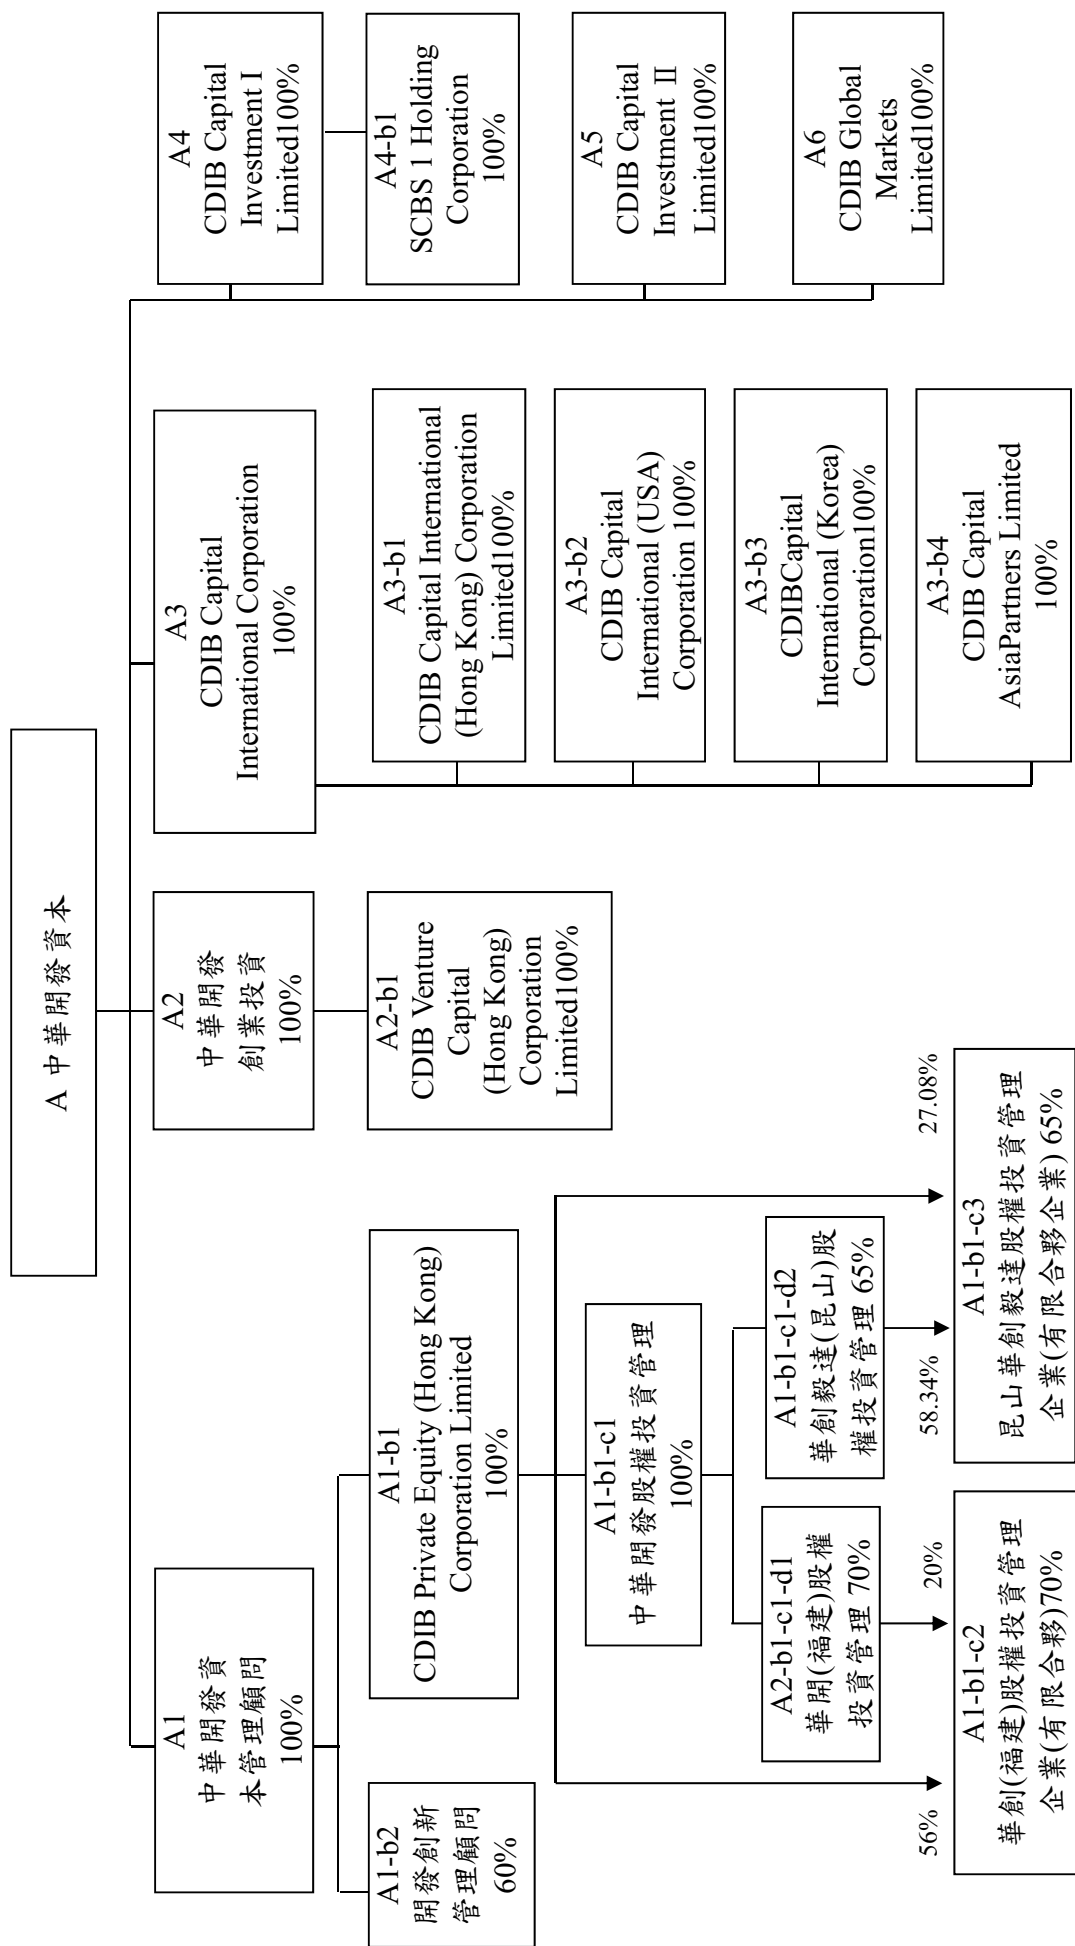 A 中華開發資本
A1
中華開發資
本管理顧問
100%
A2
中華開發
創業投資
100%
A3
CDIB Capital
International Corporation
100%
A4
CDIB Capital
Investment I
Limited100%
A1-b2
開發創新
管理顧問
60%
A1-b1
CDIB Private Equity (Hong Kong)
Corporation Limited
100%
A2-b1
CDIB Venture
Capital
(Hong Kong)
Corporation
Limited100%
A3-b1
CDIB Capital International
(Hong Kong) Corporation
Limited100%
A4-b1
SCBS 1 Holding
Corporation
100%
A3-b2
CDIB Capital
International (USA)
Corporation 100%
A5
CDIB Capital
Investment Ⅱ
Limited100%
A1-b1-c1
中華開發股權投資管理
100%
A3-b3
CDIBCapital
International (Korea)
Corporation100%
A6
CDIB Global
Markets
Limited100%
A2-b1-c1-d1
華開(福建)股權
投資管理 70%
A1-b1-c1-d2
華創毅達(昆山)股
權投資管理 65%
A3-b4
CDIB Capital
AsiaPartners Limited
100%
56%
20%
58.34%
27.08%
A1-b1-c2
華創(福建)股權投資管理
企業(有限合夥)70%
A1-b1-c3
昆山華創毅達股權投資管理
企業(有限合夥企業) 65%